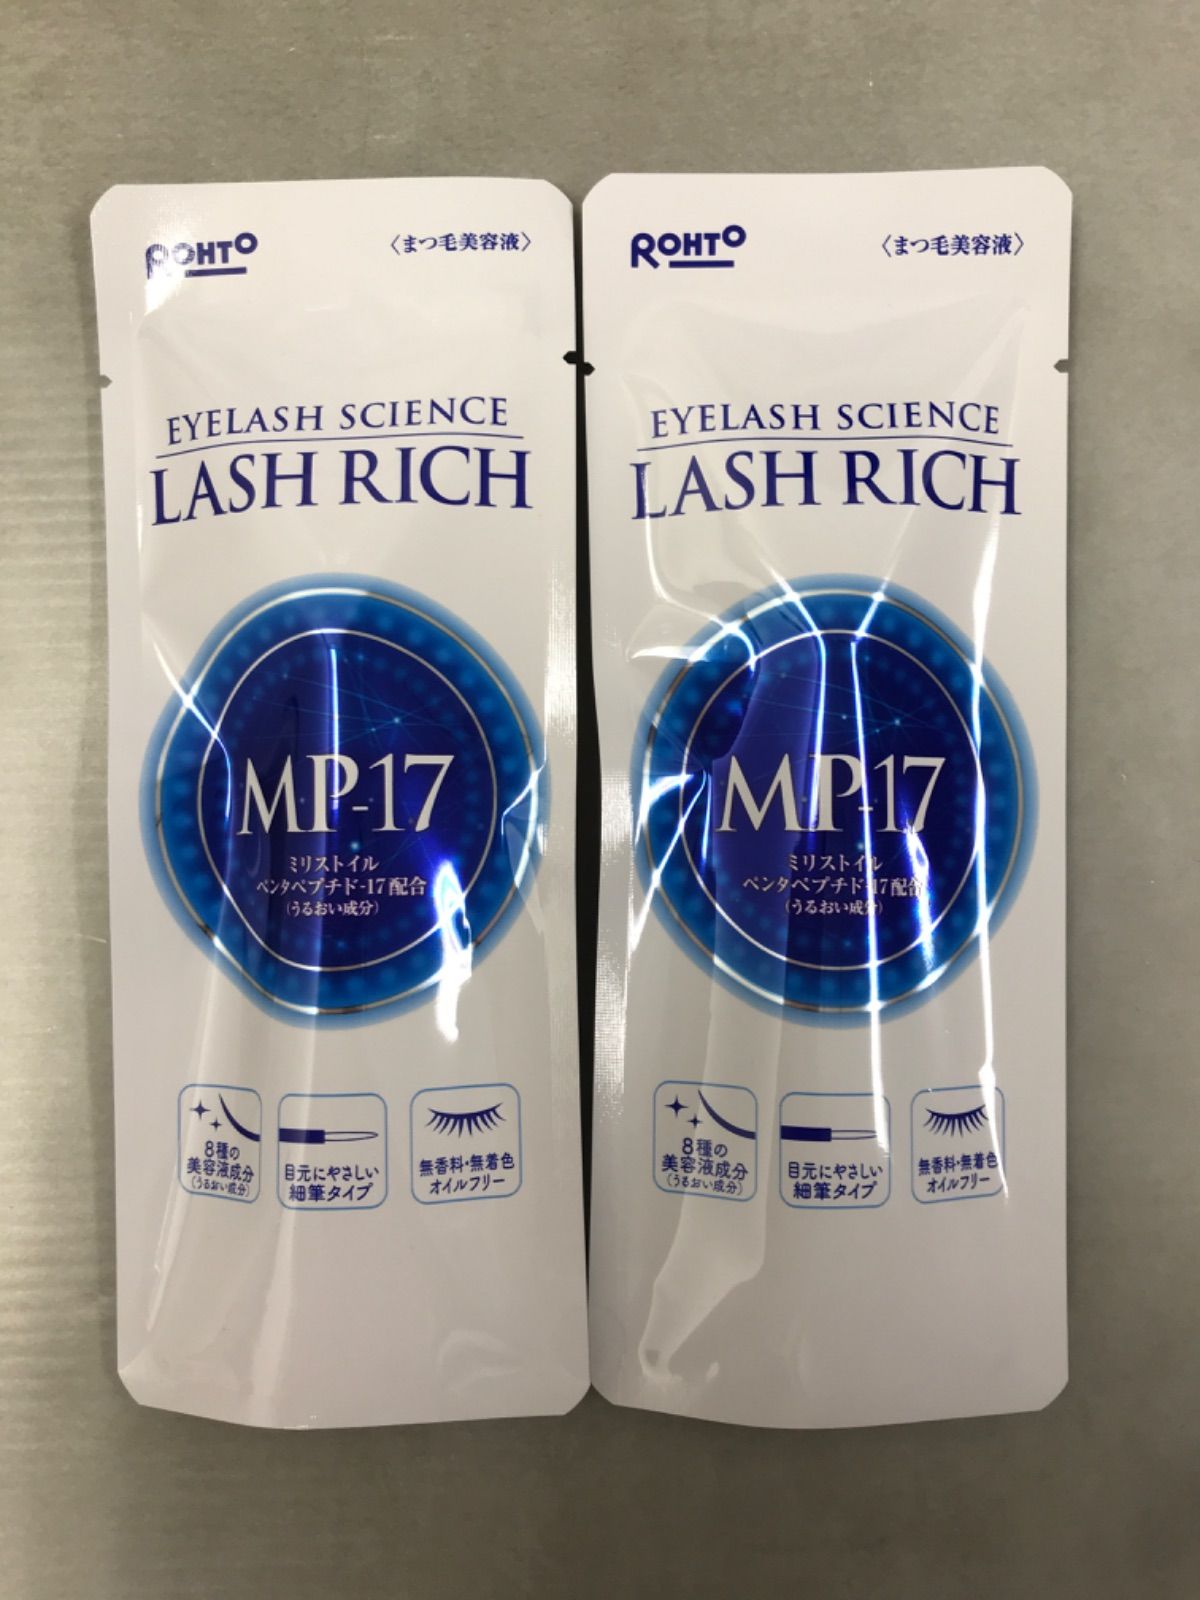 ROHTO
〈まつ毛美容液〉
EYELASH SCIENCE
LASH RICH
MP-17
ミリストイル
ペンタペプチド-17配合
(うるおい成分)
8種の
美容液成分
(うるおい成分)
目元にやさしい
細筆タイプ
無香料・無着色
オイルフリー
ROHTO
〈まつ毛美容液〉
EYELASH SCIENCE
LASH RICH
MP-17
ミリストイル
ペンタペプチド-17配合
(うるおい成分)
8種の
美容液成分
(うるおい成分)
目元にやさしい
細筆タイプ
無香料・無着色
オイルフリー